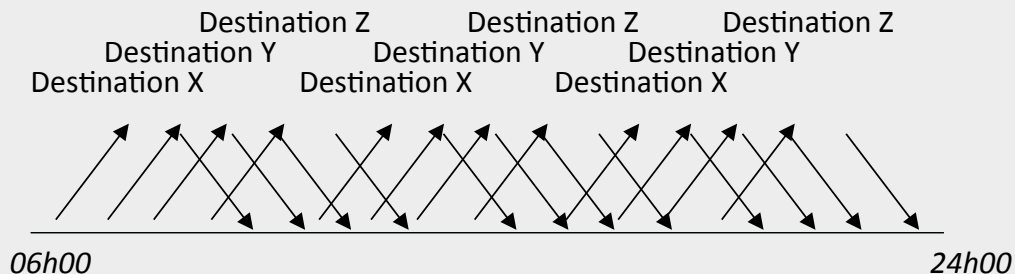 Destination Z Destination Z Destination Z
Destination Y Destination Y Destination Y
Destination X Destination X Destination X
06h00 24h00